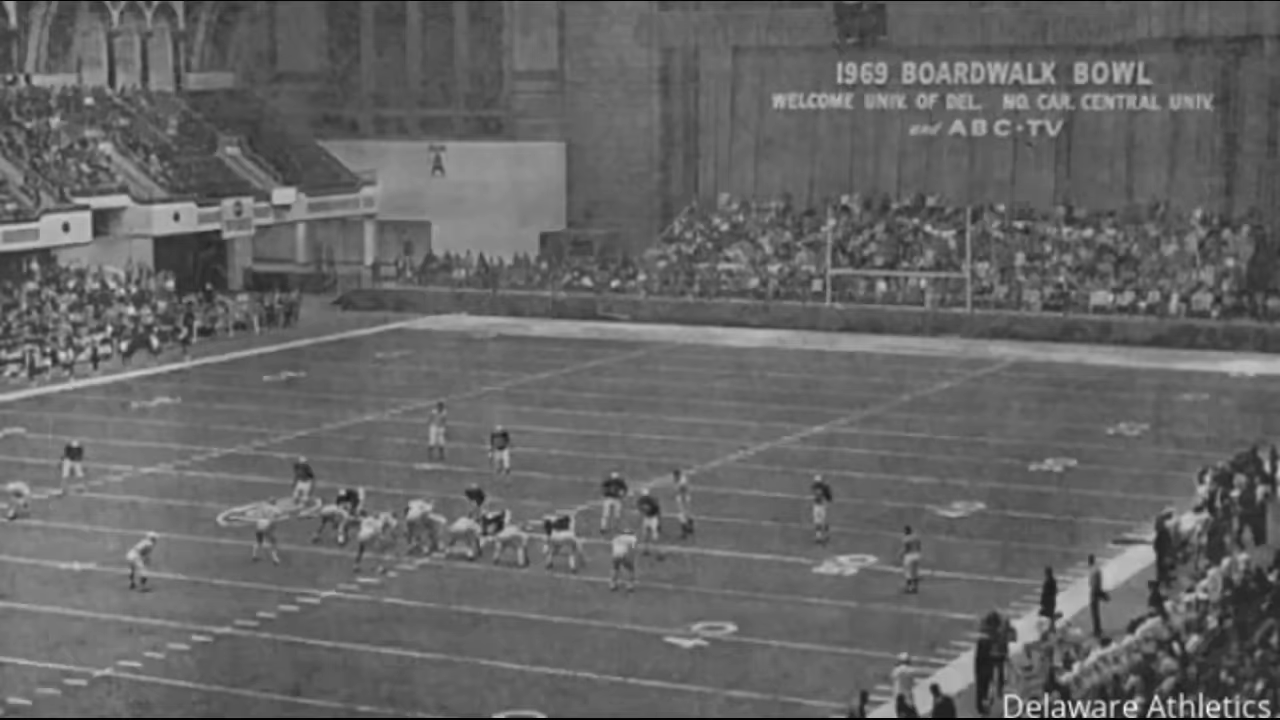 1969 BOARDWALK BOWL
WELCOME UNIV. OF DEL. NO. CAR. CENTRAL UNIV.
and ABC-TV
Delaware Athletics